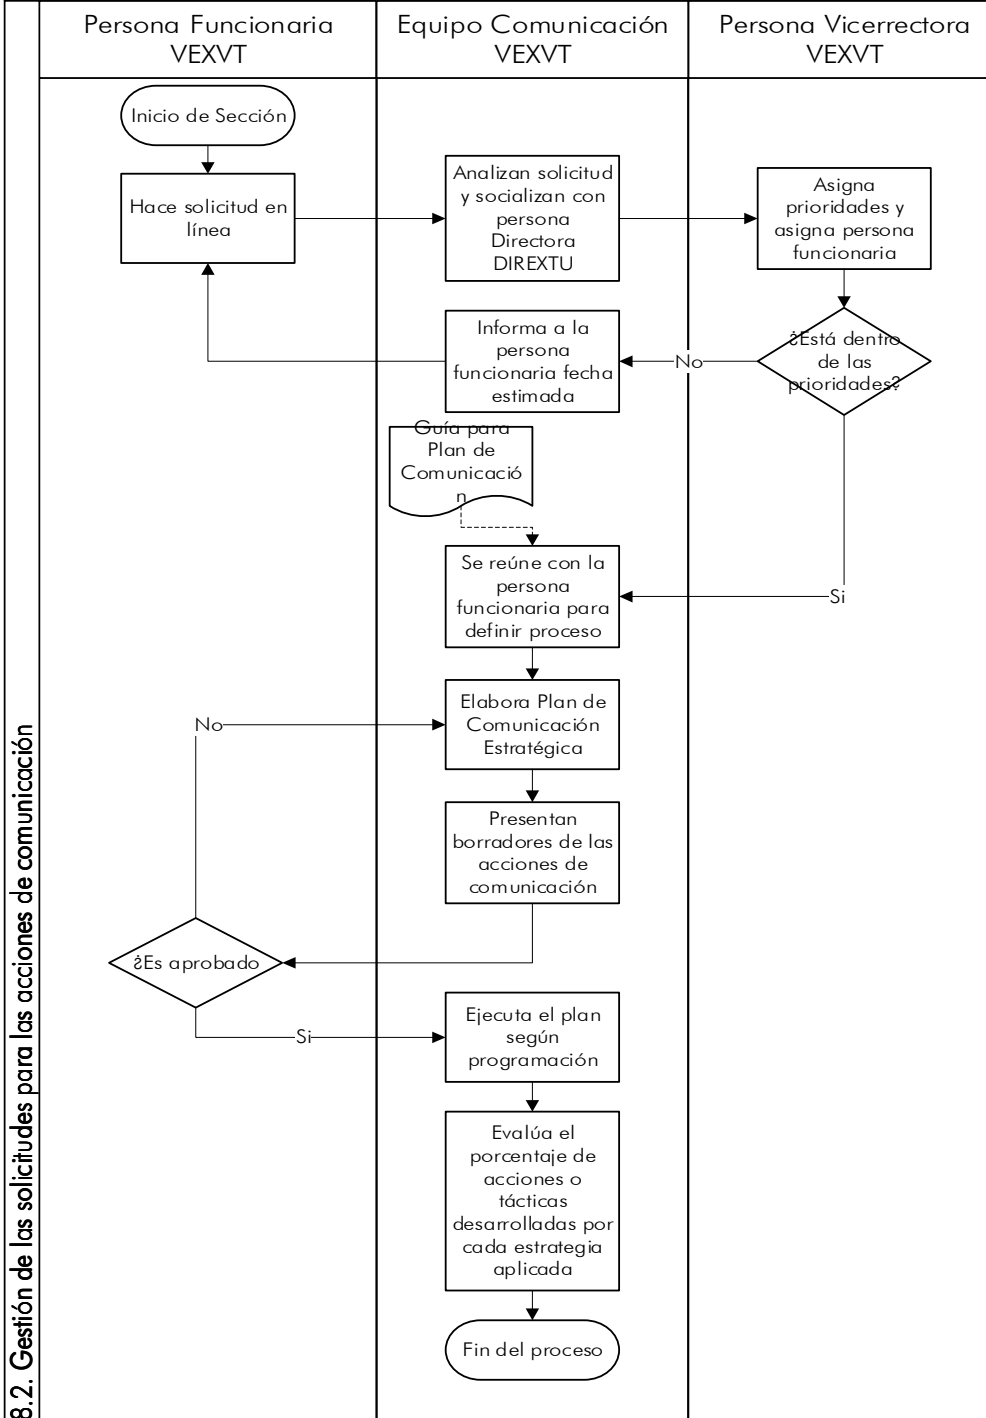 8.2. Gestión de las solicitudes para las acciones de comunicación
Persona Funcionaria
VEXVT
Equipo Comunicación
VEXVT
Persona Vicerrectora
VEXVT
Inicio de Sección
Hace solicitud en
línea
Analizan solicitud
y socializan con
persona
Directora
DIREXTU
Asigna
prioridades y
asigna persona
funcionaria
¿Está dentro
de las
prioridades?
No
Informa a la
persona
funcionaria fecha
estimada
Guía para
Plan de
Comunicació
n
Si
Se reúne con la
persona
funcionaria para
definir proceso
Elabora Plan de
Comunicación
Estratégica
No
Presentan
borradores de las
acciones de
comunicación
¿Es aprobado
Si
Ejecuta el plan
según
programación
Evalúa el
porcentaje de
acciones o
tácticas
desarrolladas por
cada estrategia
aplicada
Fin del proceso